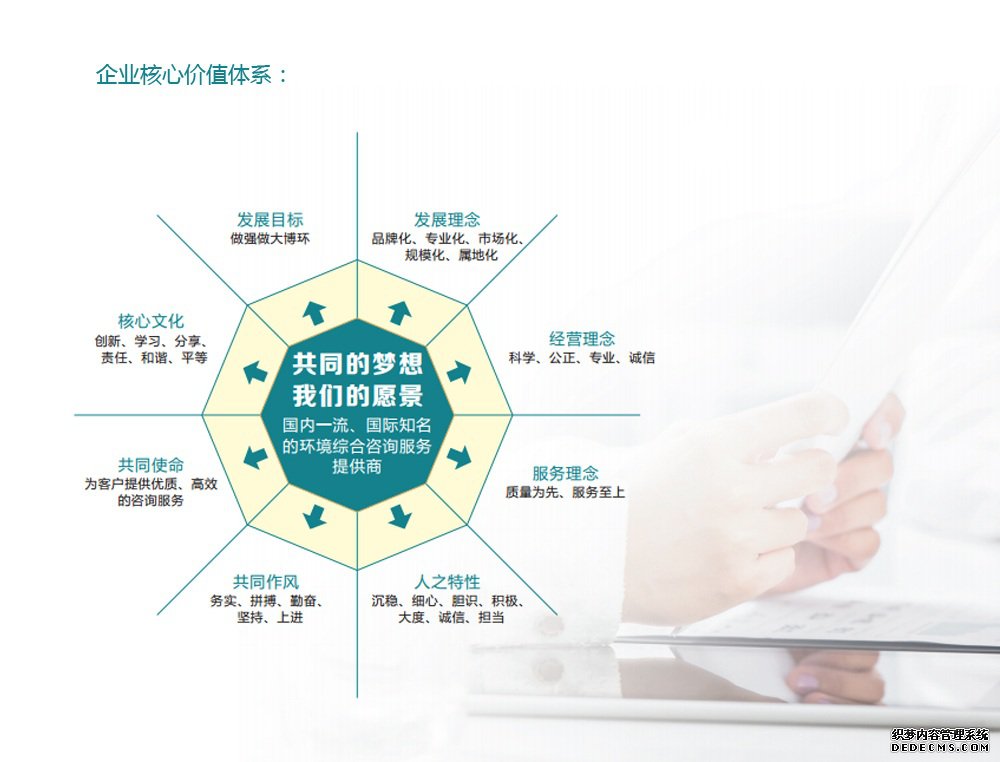 企业核心价值体系：
发展目标
做强做大博环
发展理念
品牌化、专业化、市场化、
规模化、属地化
核心文化
创新、学习、分享、
责任、和谐、平等
经营理念
科学、公正、专业、诚信
共同的梦想
我们的愿景
国内一流、国际知名
的环境综合咨询服务
提供商
共同使命
为客户提供优质、高效
的咨询服务
服务理念
质量为先、服务至上
共同作风
务实、拼搏、勤奋、
坚持、上进
人之特性
沉稳、细心、胆识、积极、
大度、诚信、担当
织梦内容管理系统
DEDECMS.COM